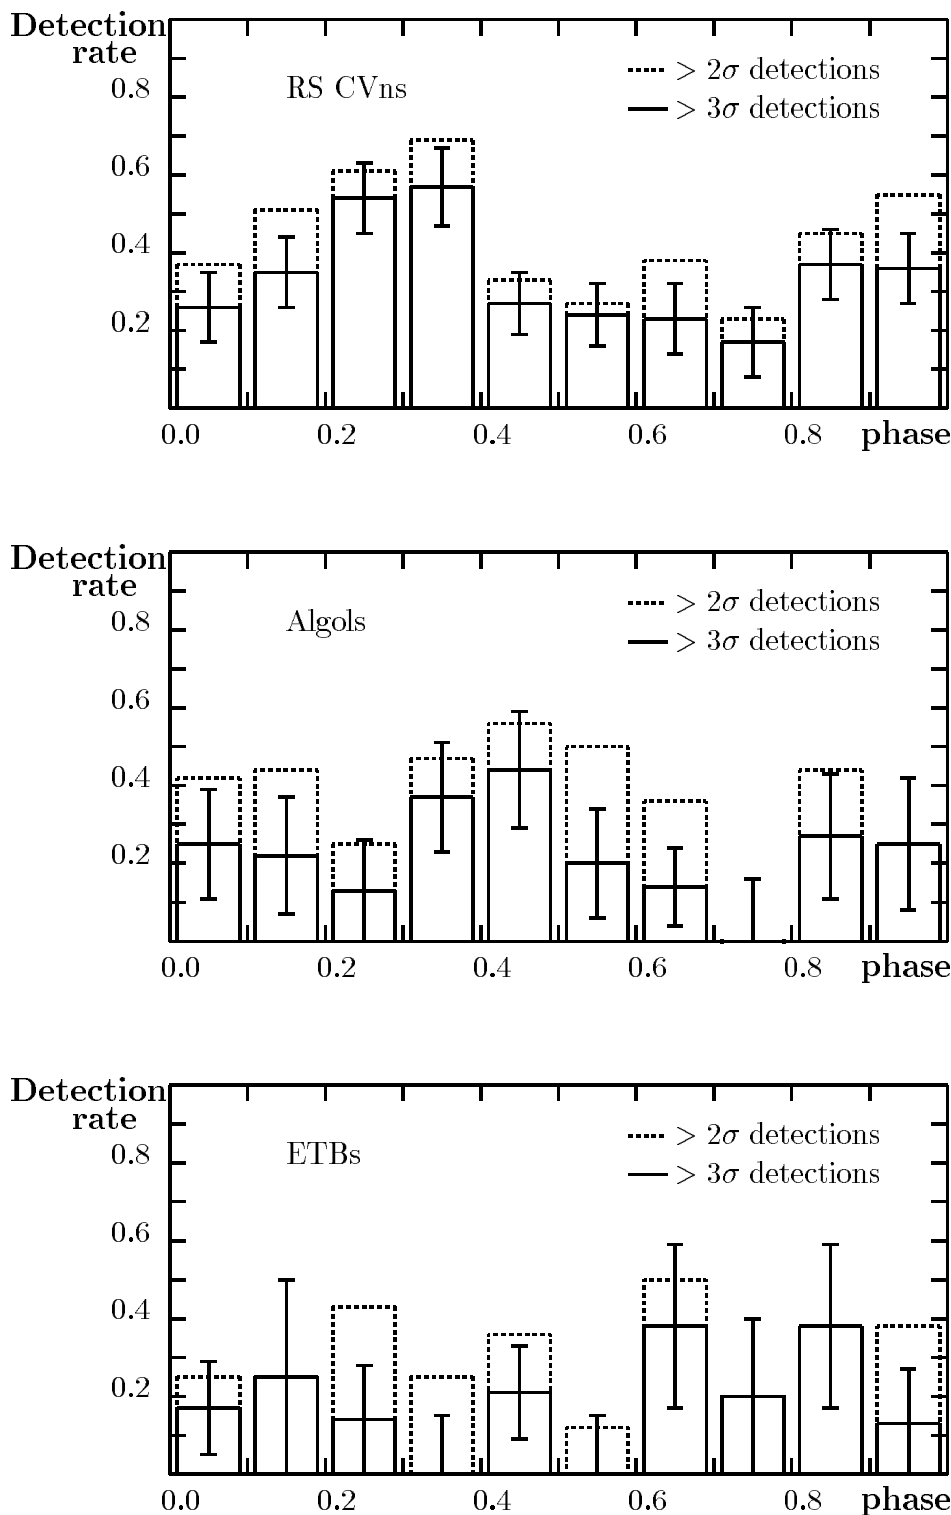 Detection
rate
RS CVns
> 2σ detections
> 3σ detections
0.8
0.6
0.4
0.2
0.0 0.2 0.4 0.6 0.8 phase
Detection
rate
Algols
> 2σ detections
> 3σ detections
0.8
0.6
0.4
0.2
0.0 0.2 0.4 0.6 0.8 phase
Detection
rate
ETBs
> 2σ detections
> 3σ detections
0.8
0.6
0.4
0.2
0.0 0.2 0.4 0.6 0.8 phase